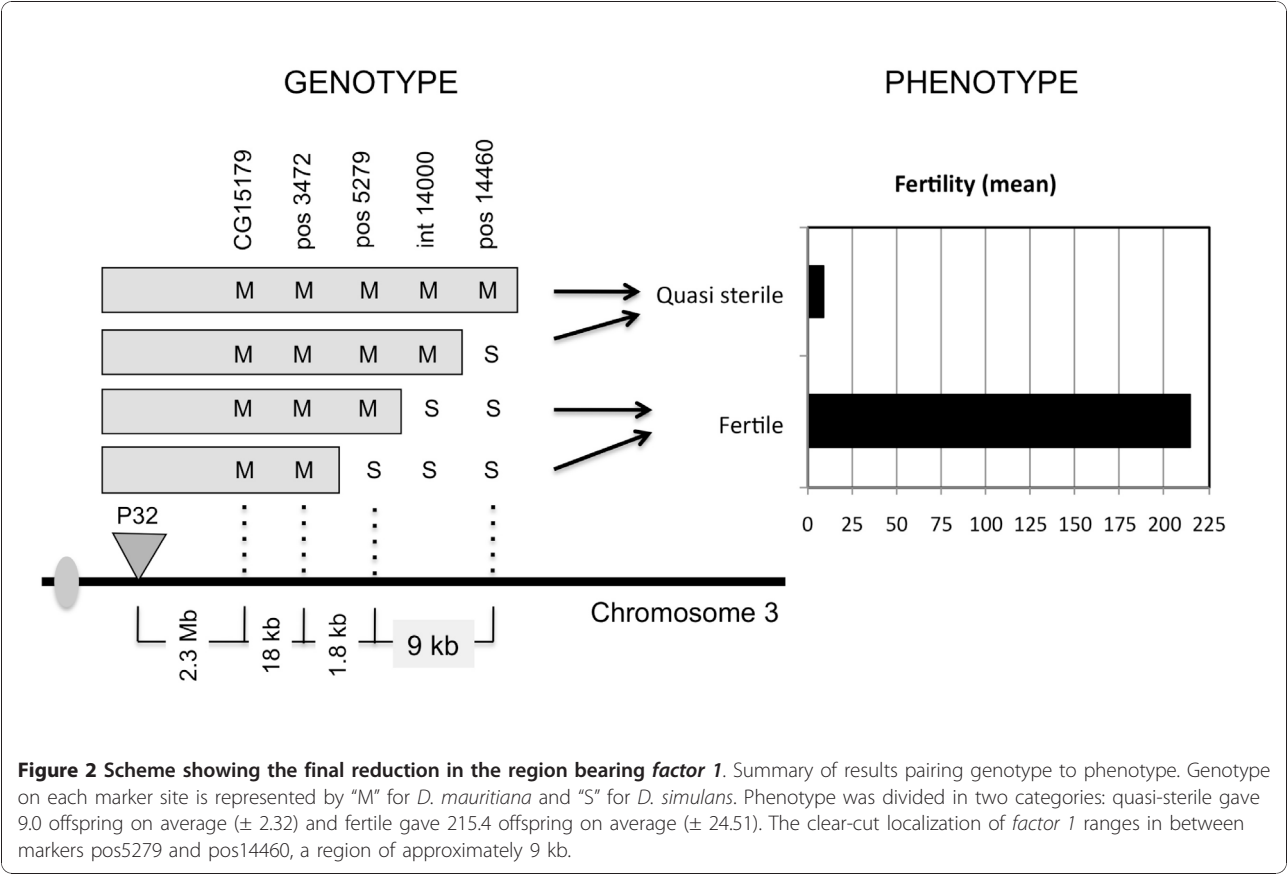 GENOTYPE
PHENOTYPE
CG15179
pos 3472
pos 5279
int 14000
pos 14460
M M M M M
M M M M S
M M M S S
M M S S S
Fertility (mean)
Quasi sterile
Fertile
0 25 50 75 100 125 150 175 200 225
P32
Chromosome 3
2.3 Mb
18 kb
1.8 kb
9 kb
Figure 2 Scheme showing the final reduction in the region bearing factor 1. Summary of results pairing genotype to phenotype. Genotype
on each marker site is represented by “M” for D. mauritiana and “S” for D. simulans. Phenotype was divided in two categories: quasi-sterile gave
9.0 offspring on average (± 2.32) and fertile gave 215.4 offspring on average (± 24.51). The clear-cut localization of factor 1 ranges in between
markers pos5279 and pos14460, a region of approximately 9 kb.